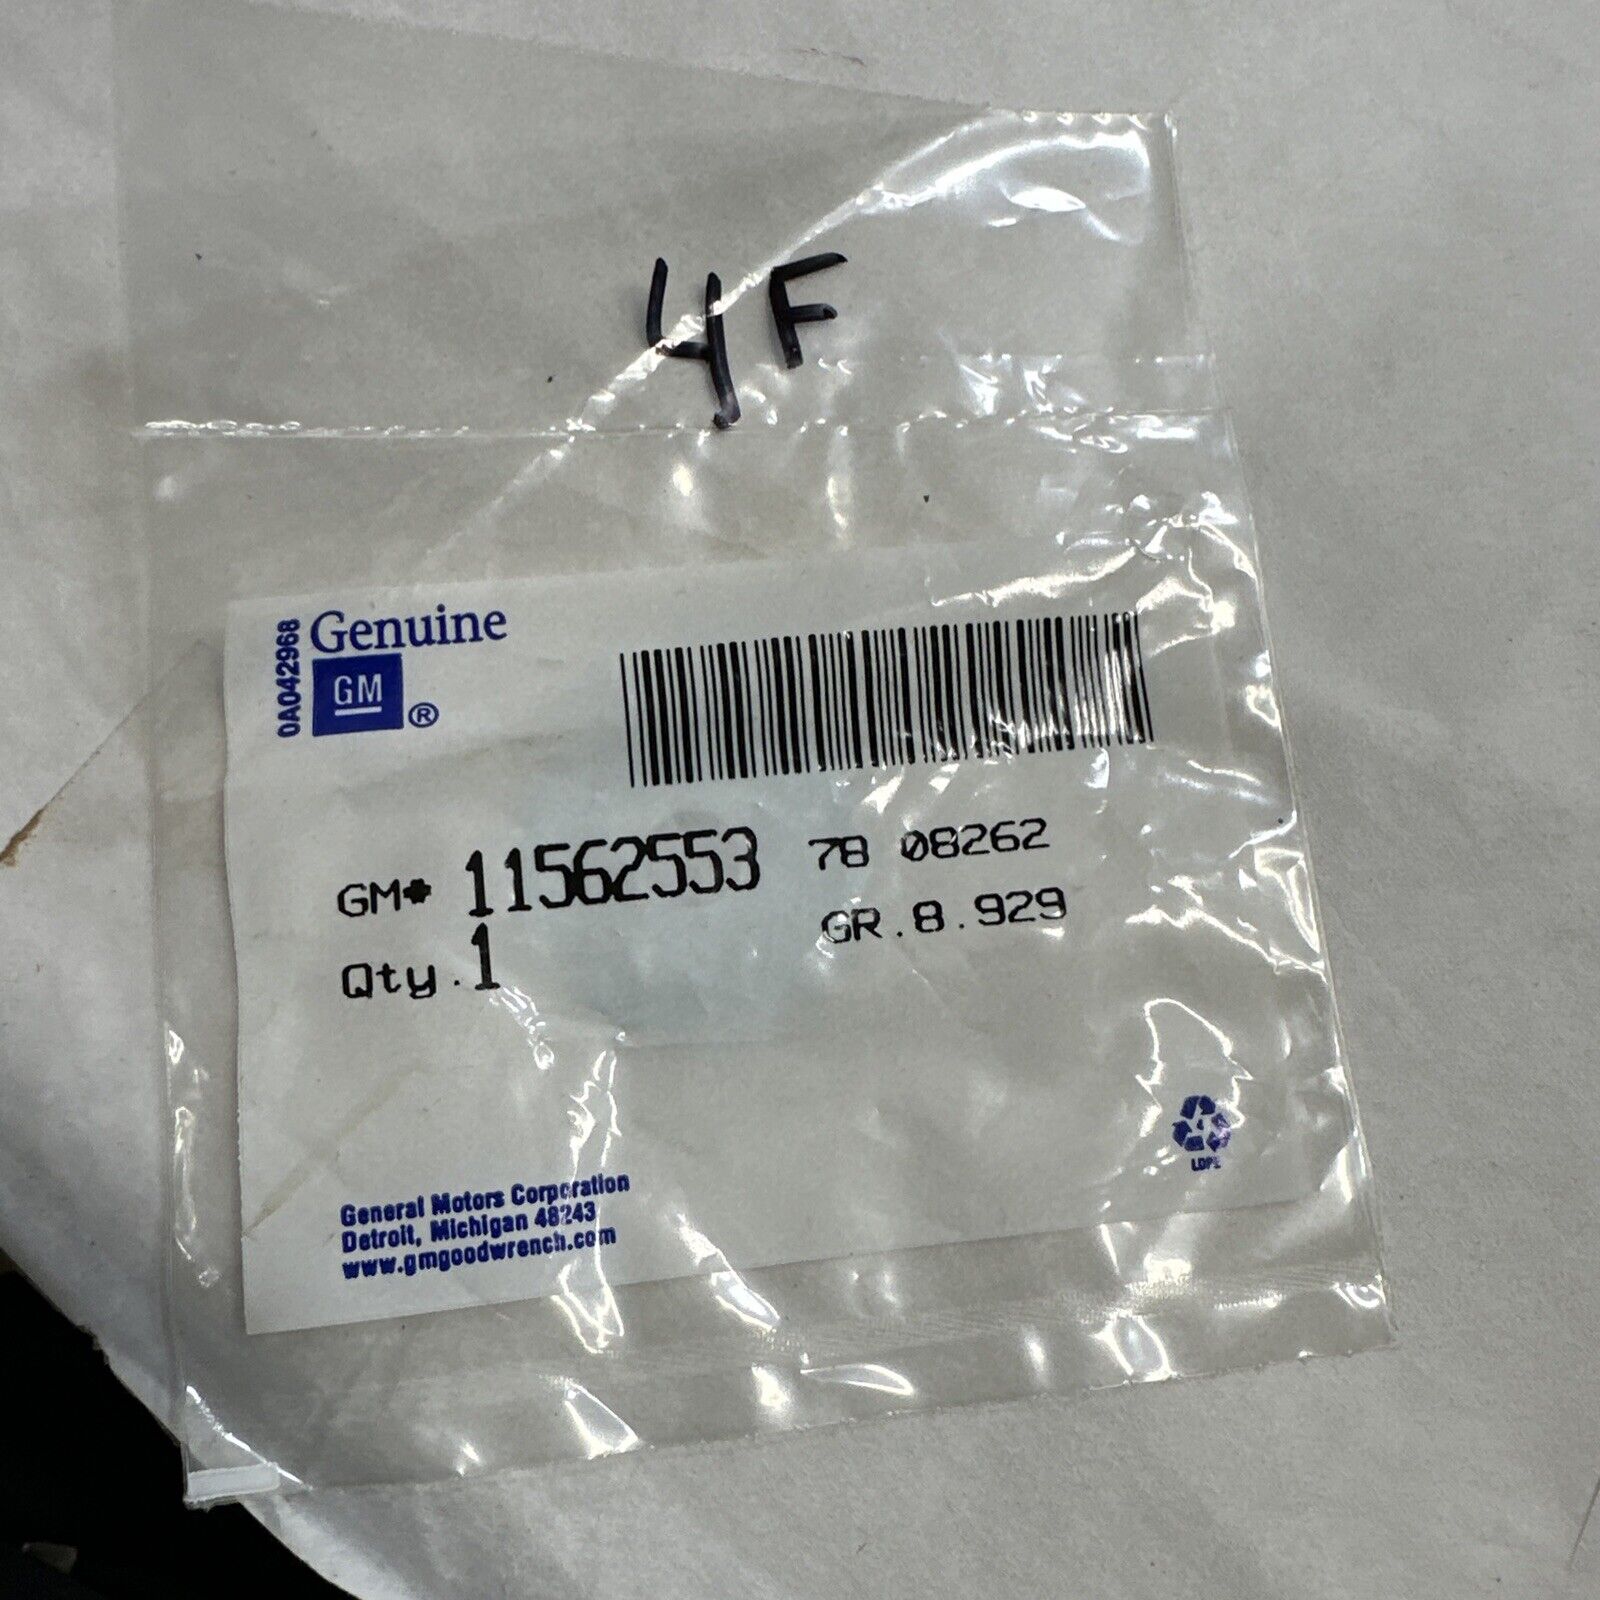 4F
0A042968
Genuine
GM ®
GM# 11562553 78 08262
Qty.1 GR.8.929
General Motors Corporation
Detroit, Michigan 48243
www.gmgoodwrench.com
4
LDPE